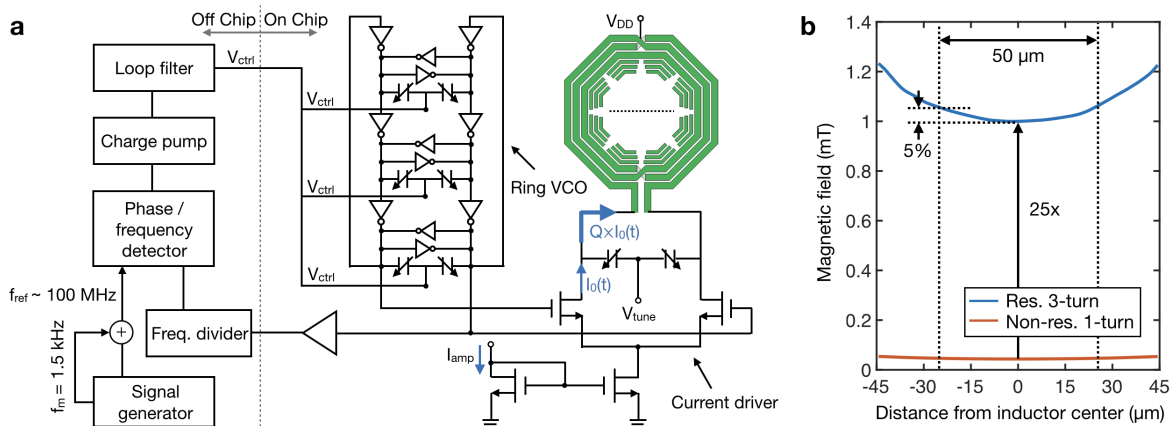 a
Off Chip
On Chip
Loop filter
Vctrl
Charge pump
Phase /
frequency
detector
fref ~ 100 MHz
+
Freq. divider
fm = 1.5 kHz
Signal
generator
Vctrl
Vctrl
Vctrl
Ring VCO
VDD
Q×I0(t)
I0(t)
Vtune
Iamp
Current driver
b
Magnetic field (mT)
1.4
1.2
1
0.8
0.6
0.4
0.2
0
50 µm
5%
25x
Res. 3-turn
Non-res. 1-turn
-45
-30
-15
0
15
30
45
Distance from inductor center (µm)